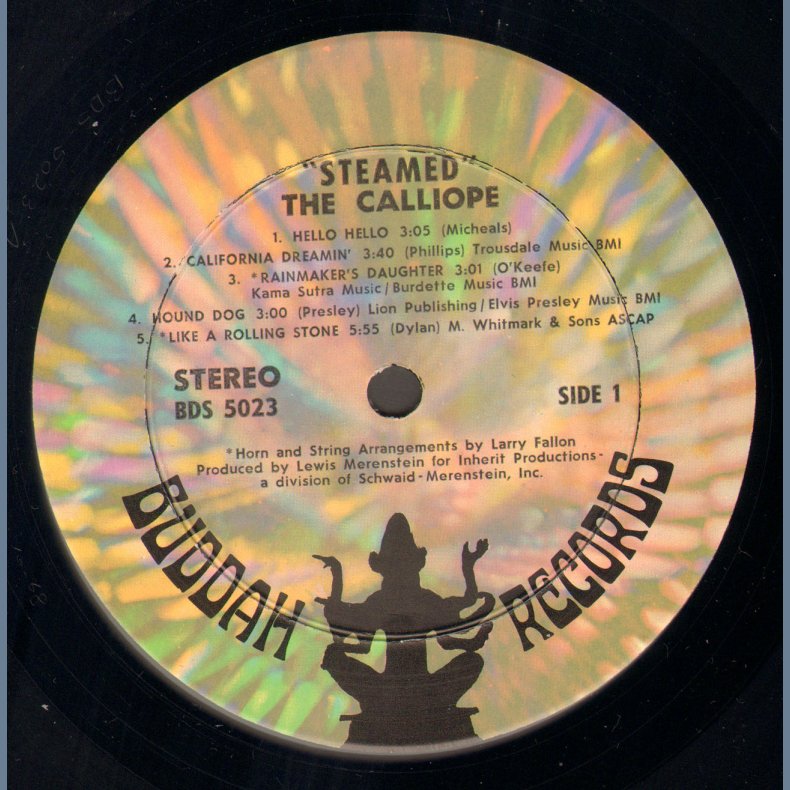 "STEAMED"
THE CALLIOPE
1. HELLO HELLO 3:05 (Micheals)
2. CALIFORNIA DREAMIN' 3:40 (Phillips) Trousdale Music BMI
3. *RAINMAKER'S DAUGHTER 3:01 (O'Keefe)
Kama Sutra Music/Burdette Music BMI
4. HOUND DOG 3:00 (Presley) Lion Publishing/Elvis Presley Music BMI
5. *LIKE A ROLLING STONE 5:55 (Dylan) M. Whitmark & Sons ASCAP
STEREO
BDS 5023
SIDE 1
*Horn and String Arrangements by Larry Fallon
Produced by Lewis Merenstein for Inherit Productions-
a division of Schwaid-Merenstein, Inc.
BUDDAH RECORDS